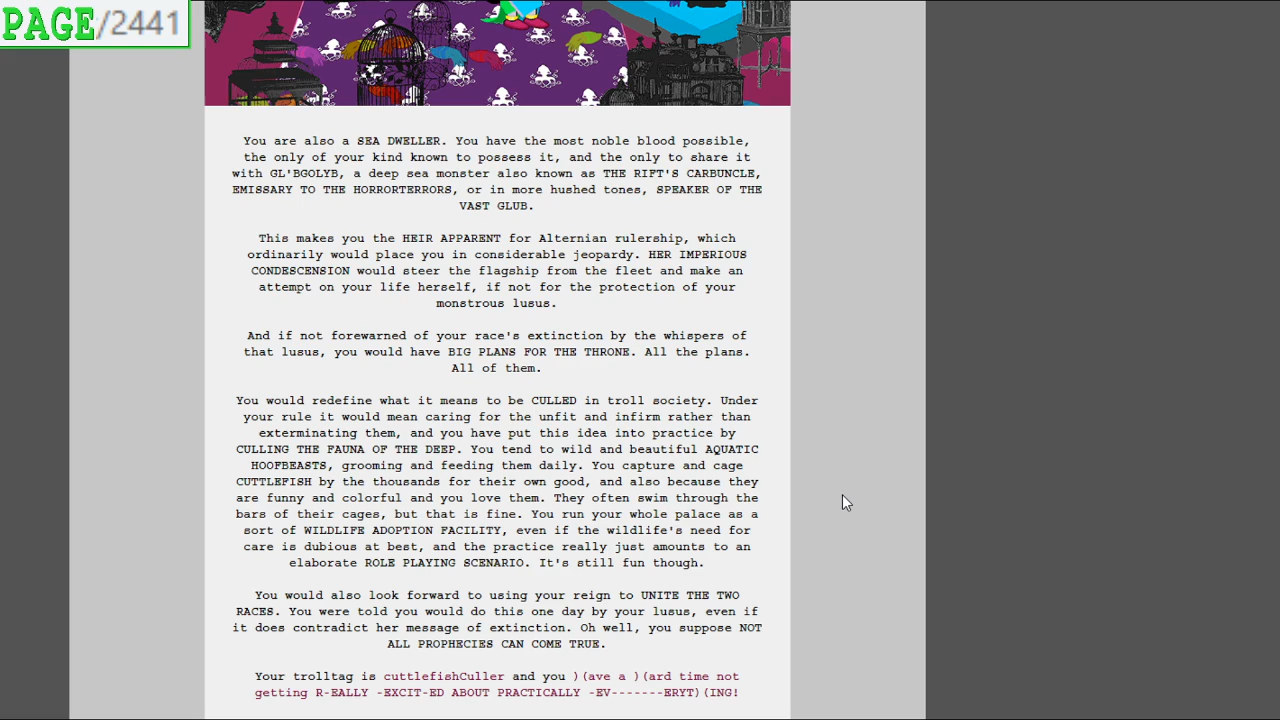 PAGE/2441
You are also a SEA DWELLER. You have the most noble blood possible,
the only of your kind known to possess it, and the only to share it
with GL'BGOLYB, a deep sea monster also known as THE RIFT'S CARBUNCLE,
EMISSARY TO THE HORRORTERRORS, or in more hushed tones, SPEAKER OF THE
VAST GLUB.
This makes you the HEIR APPARENT for Alternian rulership, which
ordinarily would place you in considerable jeopardy. HER IMPERIOUS
CONDESCENSION would steer the flagship from the fleet and make an
attempt on your life herself, if not for the protection of your
monstrous lusus.
And if not forewarned of your race's extinction by the whispers of
that lusus, you would have BIG PLANS FOR THE THRONE. All the plans.
All of them.
You would redefine what it means to be CULLED in troll society. Under
your rule it would mean caring for the unfit and infirm rather than
exterminating them, and you have put this idea into practice by
CULLING THE FAUNA OF THE DEEP. You tend to wild and beautiful AQUATIC
HOOFBEASTS, grooming and feeding them daily. You capture and cage
CUTTLEFISH by the thousands for their own good, and also because they
are funny and colorful and you love them. They often swim through the
bars of their cages, but that is fine. You run your whole palace as a
sort of WILDLIFE ADOPTION FACILITY, even if the wildlife's need for
care is dubious at best, and the practice really just amounts to an
elaborate ROLE PLAYING SCENARIO. It's still fun though.
You would also look forward to using your reign to UNITE THE TWO
RACES. You were told you would do this one day by your lusus, even if
it does contradict her message of extinction. Oh well, you suppose NOT
ALL PROPHECIES CAN COME TRUE.
Your trolltag is cuttlefishCuller and you )(ave a )(ard time not
getting R-EALLY -EXCIT-ED ABOUT PRACTICALLY -EV-------ERYT)(ING!